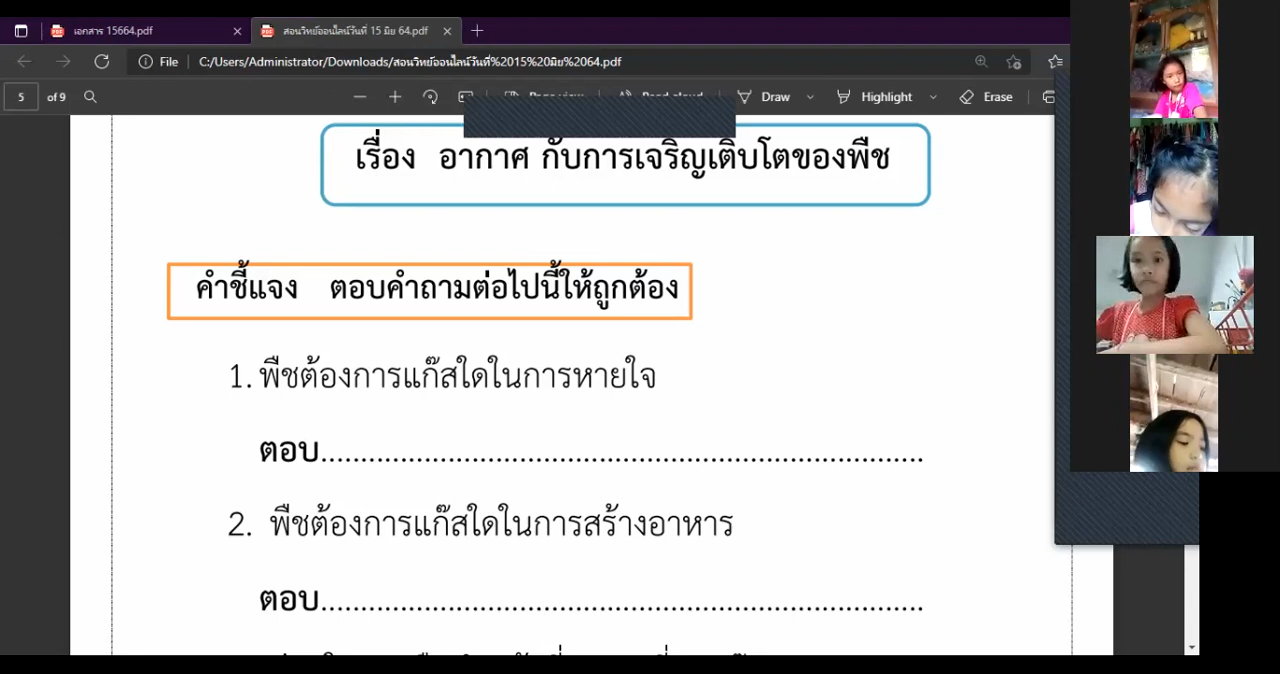 เอกสาร 15664.pdf
สอนวิทย์ออนไลน์วันที่ 15 มิย 64.pdf
File C:/Users/Administrator/Downloads/สอนวิทย์ออนไลน์วันที่%2015%20มิย%2064.pdf
5 of 9 Draw Highlight Erase
เรื่อง อากาศ กับการเจริญเติบโตของพืช
คำชี้แจง ตอบคำถามต่อไปนี้ให้ถูกต้อง
1. พืชต้องการแก๊สใดในการหายใจ
ตอบ........................................................................
2. พืชต้องการแก๊สใดในการสร้างอาหาร
ตอบ........................................................................